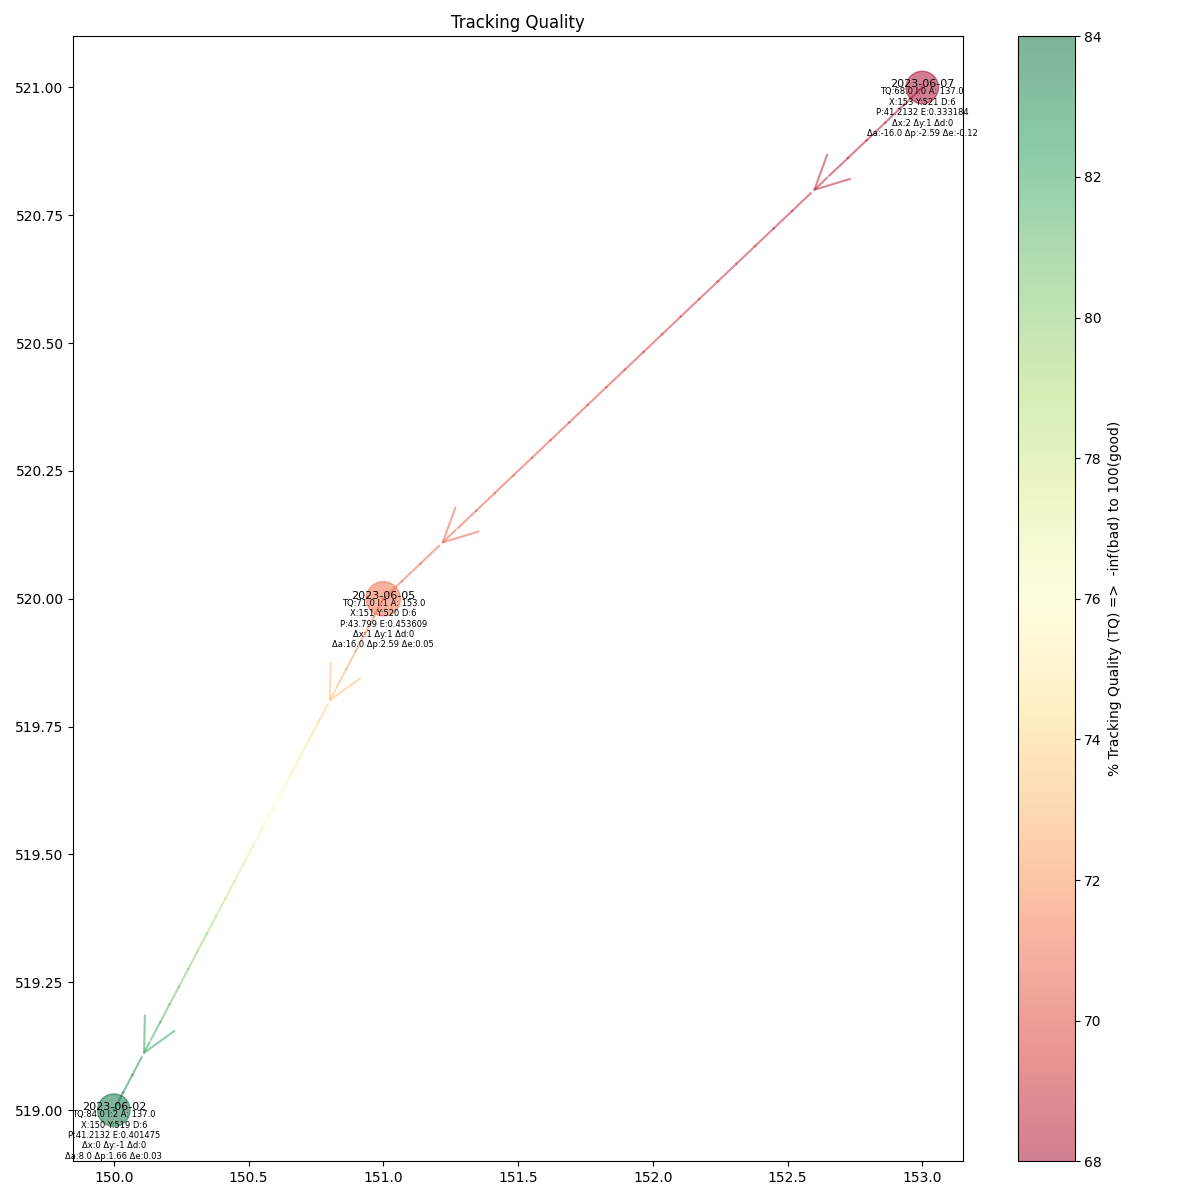 Tracking Quality
521.00
520.75
520.50
520.25
520.00
519.75
519.50
519.25
519.00
150.0 150.5 151.0 151.5 152.0 152.5 153.0
2023-06-07
TQ:68.0 I:0 A: 137.0
X:153 Y:521 D:6
P:41.2132 E:0.333184
Δx:2 Δy:1 Δd:0
Δa:-16.0 Δp:-2.59 Δe:-0.12
2023-06-05
TQ:71.0 I:1 A: 153.0
X:151 Y:520 D:6
P:43.799 E:0.453609
Δx:1 Δy:1 Δd:0
Δa:16.0 Δp:2.59 Δe:0.05
2023-06-02
TQ:84.0 I:2 A: 137.0
X:150 Y:519 D:6
P:41.2132 E:0.401475
Δx:0 Δy:-1 Δd:0
Δa:8.0 Δp:1.66 Δe:0.03
84
82
80
78
76
74
72
70
68
% Tracking Quality (TQ) => -inf(bad) to 100(good)